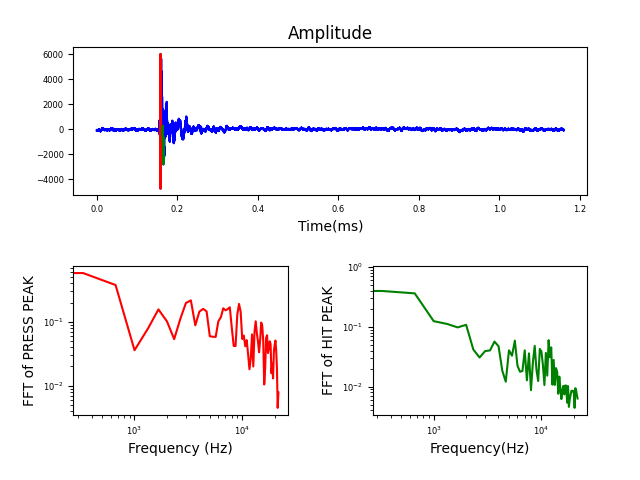 Amplitude
6000
4000
2000
0
−2000
−4000
0.0 0.2 0.4 0.6 0.8 1.0 1.2
Time(ms)
FFT of PRESS PEAK
10⁻¹
10⁻²
10³ 10⁴
Frequency (Hz)
FFT of HIT PEAK
10⁰
10⁻¹
10⁻²
10³ 10⁴
Frequency(Hz)